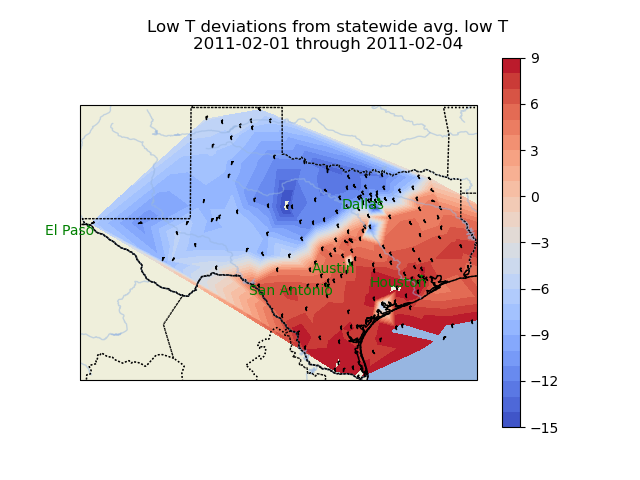 Low T deviations from statewide avg. low T
2011-02-01 through 2011-02-04
9
6
3
0
−3
−6
−9
−12
−15
Dallas
El Paso
Austin
Houston
San Antonio